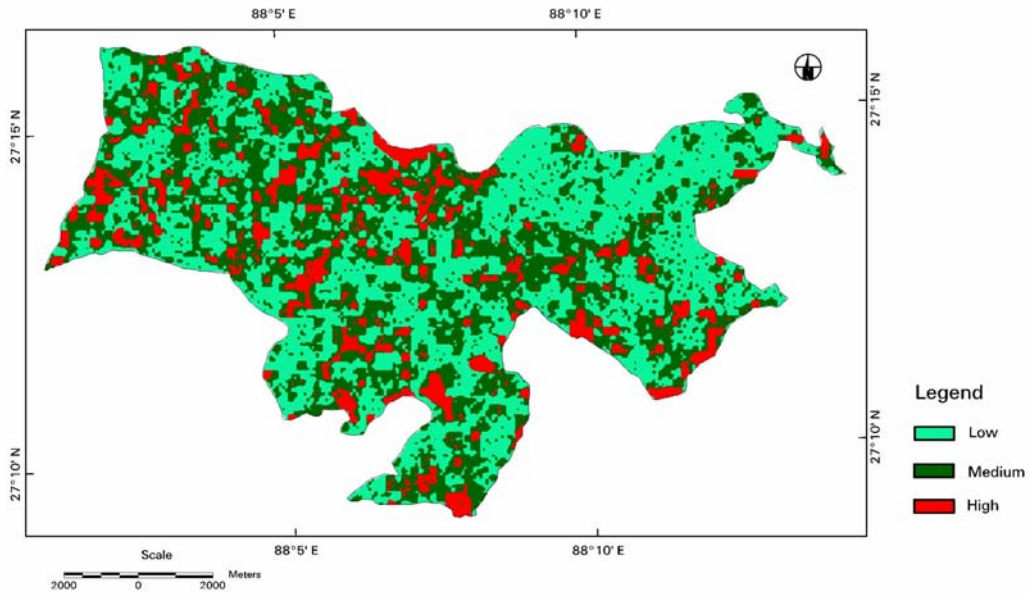 88°5' E 88°10' E
N
27°15' N
27°15' N
27°10' N
27°10' N
Legend
Low
Medium
High
88°5' E 88°10' E
Scale
Meters
2000 0 2000